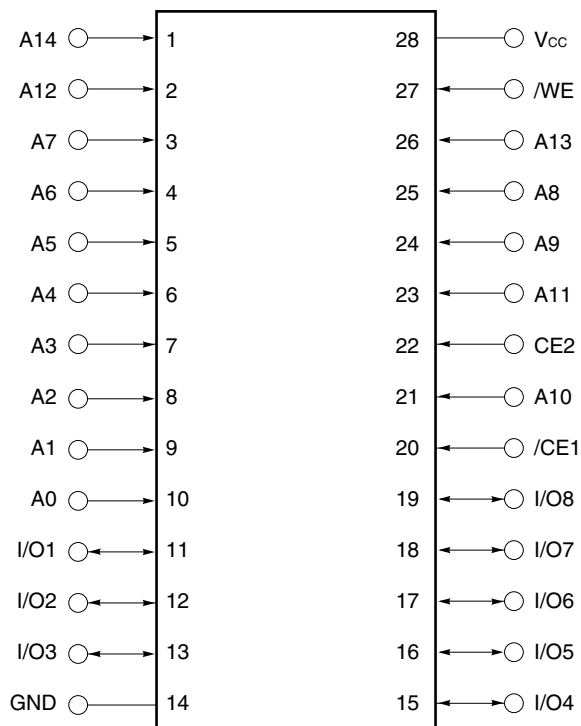 A14 1 28 Vcc
A12 2 27 /WE
A7 3 26 A13
A6 4 25 A8
A5 5 24 A9
A4 6 23 A11
A3 7 22 CE2
A2 8 21 A10
A1 9 20 /CE1
A0 10 19 I/O8
I/O1 11 18 I/O7
I/O2 12 17 I/O6
I/O3 13 16 I/O5
GND 14 15 I/O4